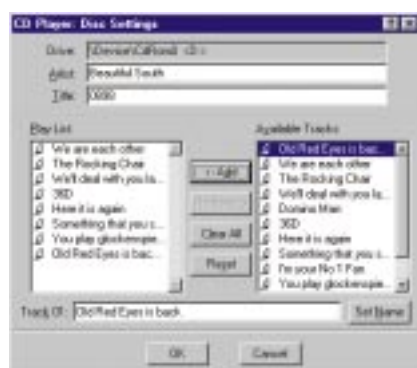 CD Player: Disc Settings
Drive: \Device\CdRom0 <D:>
Artist: Beautiful South
Title: 0898
Play List
We are each other
The Rocking Chair
We'll deal with you la...
36D
Here it is again
Something that you s...
You play glockenspie...
Old Red Eyes is bac...
<- Add
Clear All
Reset
Available Tracks
Old Red Eyes is bac...
We are each other
The Rocking Chair
We'll deal with you la...
Domino Man
36D
Here it is again
Something that you s...
I'm your No 1 Fan
You play glockenspie...
Track 01: Old Red Eyes is back
Set Name
OK
Cancel